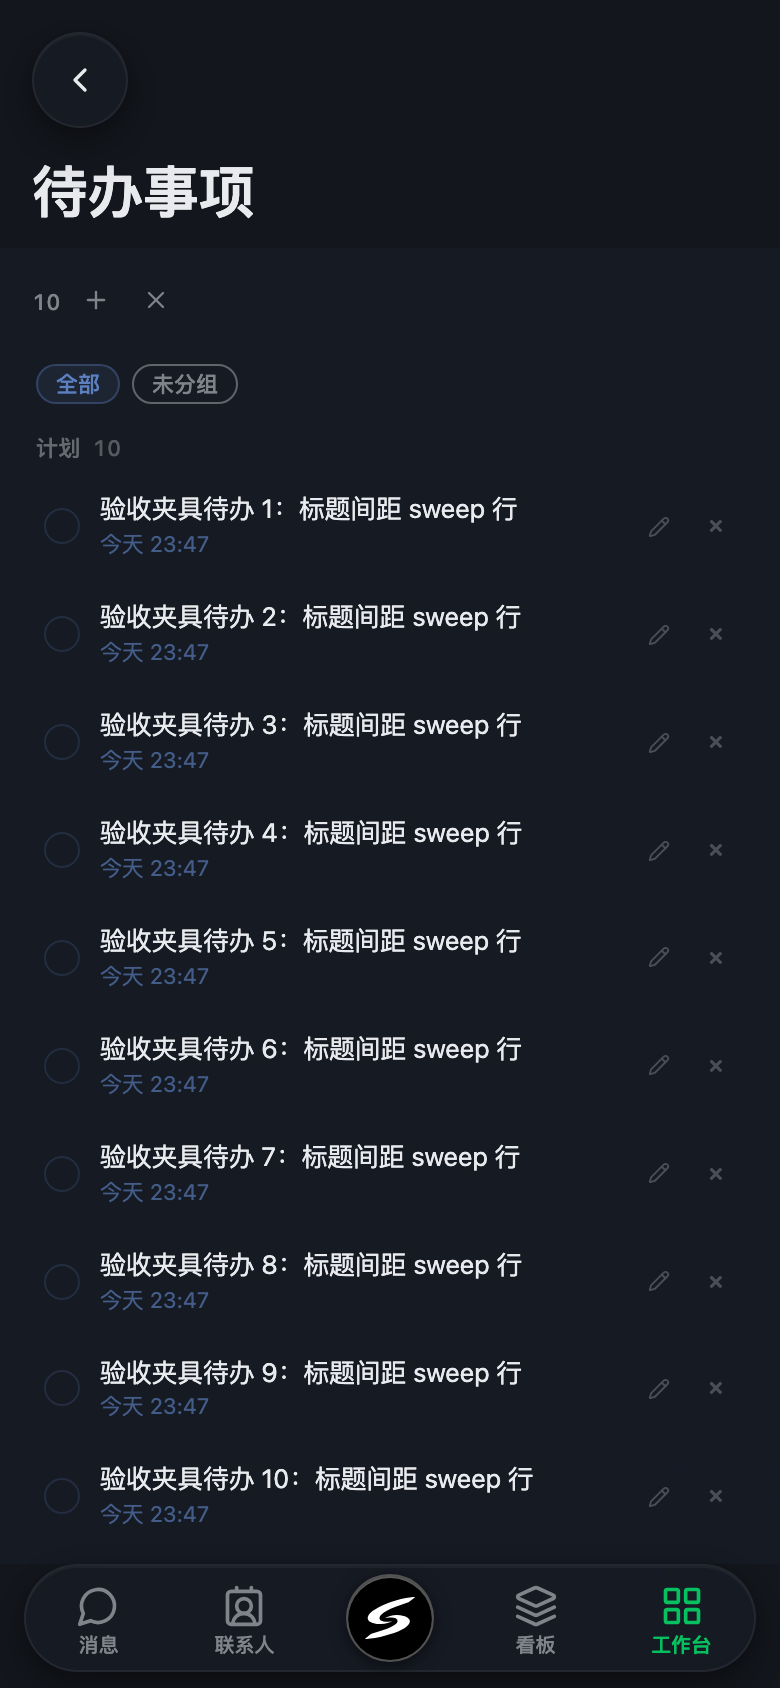 待办事项
10
全部 未分组
计划 10
验收夹具待办 1：标题间距 sweep 行
今天 23:47
验收夹具待办 2：标题间距 sweep 行
今天 23:47
验收夹具待办 3：标题间距 sweep 行
今天 23:47
验收夹具待办 4：标题间距 sweep 行
今天 23:47
验收夹具待办 5：标题间距 sweep 行
今天 23:47
验收夹具待办 6：标题间距 sweep 行
今天 23:47
验收夹具待办 7：标题间距 sweep 行
今天 23:47
验收夹具待办 8：标题间距 sweep 行
今天 23:47
验收夹具待办 9：标题间距 sweep 行
今天 23:47
验收夹具待办 10：标题间距 sweep 行
今天 23:47
消息 联系人 看板 工作台